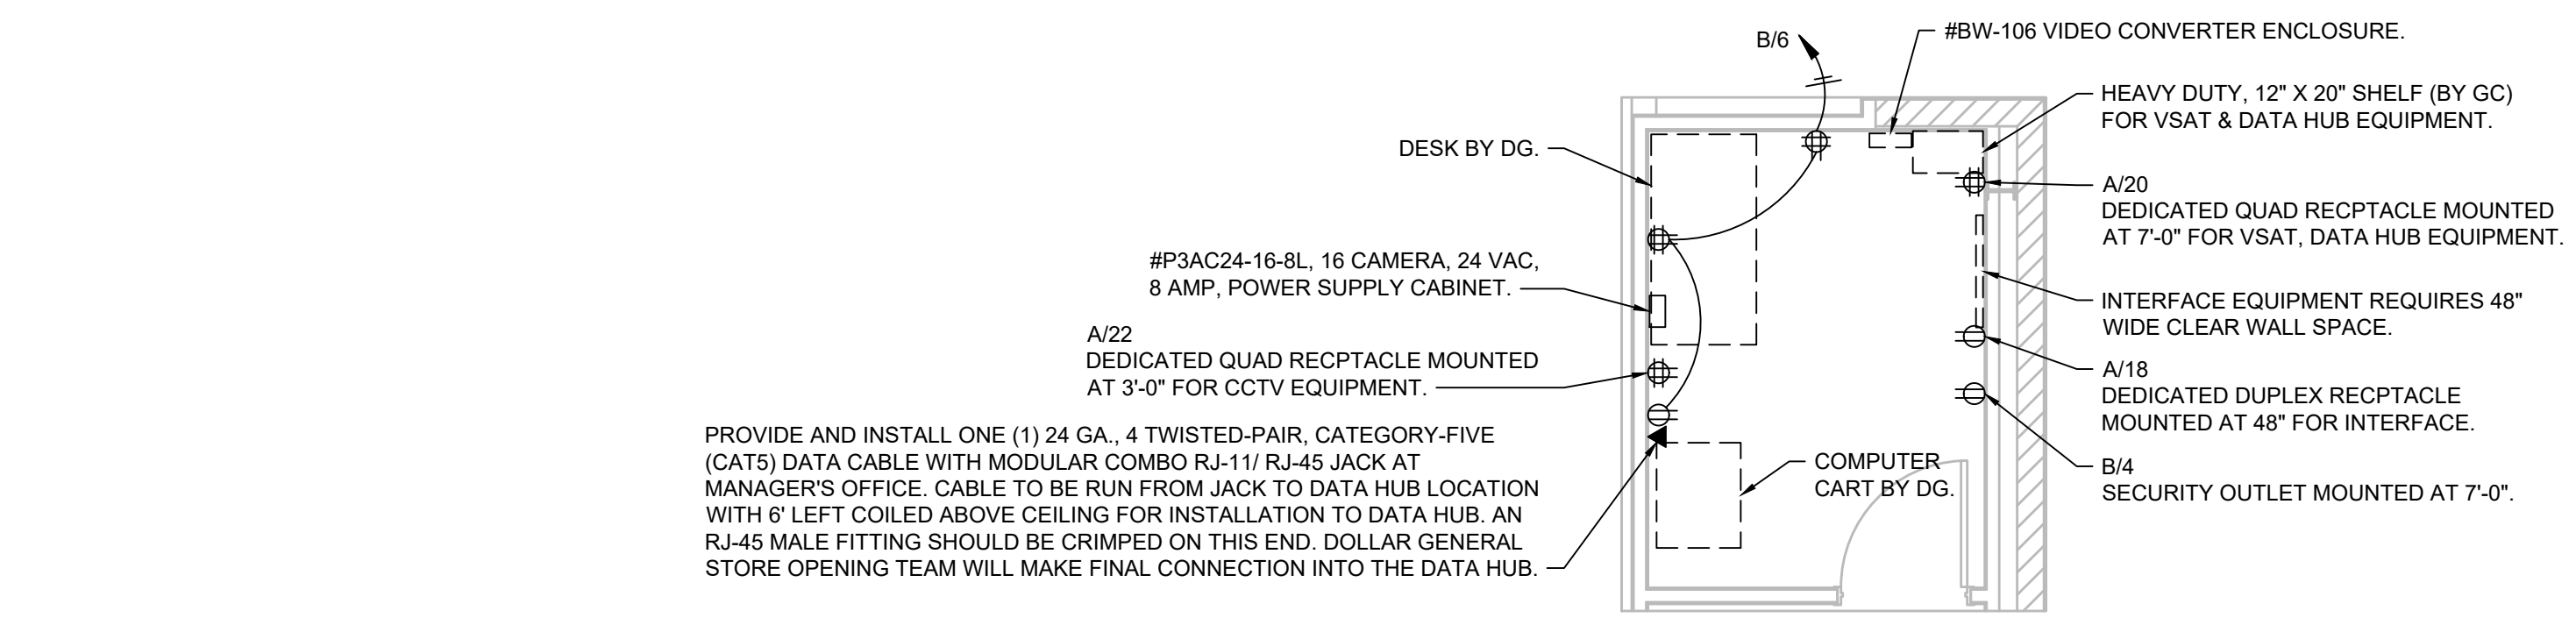 B/6
#BW-106 VIDEO CONVERTER ENCLOSURE.
HEAVY DUTY, 12" X 20" SHELF (BY GC)
FOR VSAT & DATA HUB EQUIPMENT.
DESK BY DG.
A/20
DEDICATED QUAD RECPTACLE MOUNTED
AT 7'-0" FOR VSAT, DATA HUB EQUIPMENT.
#P3AC24-16-8L, 16 CAMERA, 24 VAC,
8 AMP, POWER SUPPLY CABINET.
INTERFACE EQUIPMENT REQUIRES 48"
WIDE CLEAR WALL SPACE.
A/22
DEDICATED QUAD RECPTACLE MOUNTED
AT 3'-0" FOR CCTV EQUIPMENT.
A/18
DEDICATED DUPLEX RECPTACLE
MOUNTED AT 48" FOR INTERFACE.
PROVIDE AND INSTALL ONE (1) 24 GA., 4 TWISTED-PAIR, CATEGORY-FIVE
(CAT5) DATA CABLE WITH MODULAR COMBO RJ-11/ RJ-45 JACK AT
MANAGER'S OFFICE. CABLE TO BE RUN FROM JACK TO DATA HUB LOCATION
WITH 6' LEFT COILED ABOVE CEILING FOR INSTALLATION TO DATA HUB. AN
RJ-45 MALE FITTING SHOULD BE CRIMPED ON THIS END. DOLLAR GENERAL
STORE OPENING TEAM WILL MAKE FINAL CONNECTION INTO THE DATA HUB.
COMPUTER
CART BY DG.
B/4
SECURITY OUTLET MOUNTED AT 7'-0".